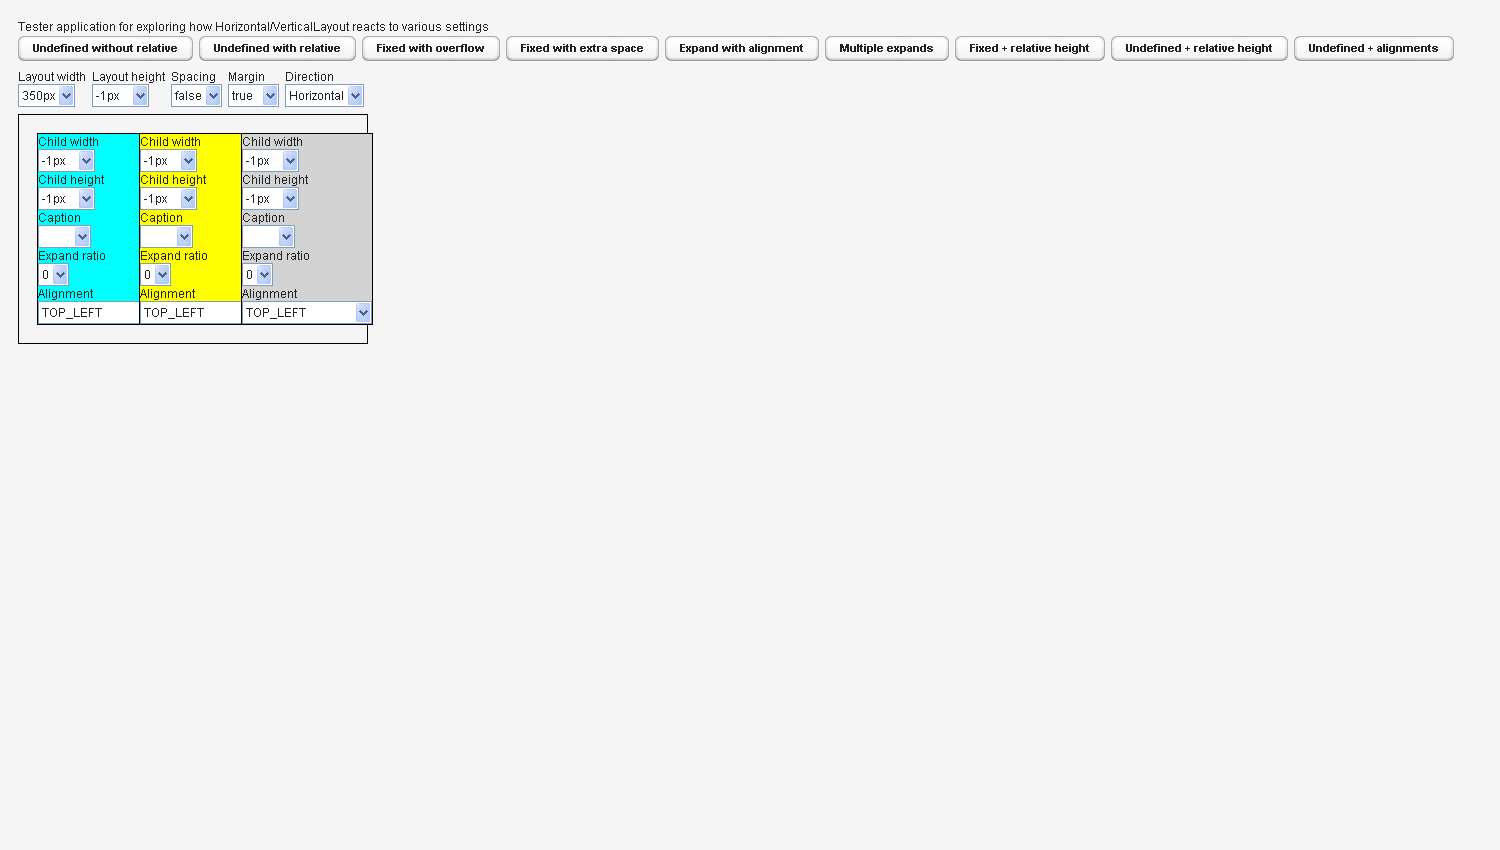 Tester application for exploring how Horizontal/VerticalLayout reacts to various settings
Undefined without relative Undefined with relative Fixed with overflow Fixed with extra space Expand with alignment Multiple expands Fixed + relative height Undefined + relative height Undefined + alignments
Layout width Layout height Spacing Margin Direction
350px -1px false true Horizontal
Child width Child width Child width
-1px -1px -1px
Child height Child height Child height
-1px -1px -1px
Caption Caption Caption
Expand ratio Expand ratio Expand ratio
0 0 0
Alignment Alignment Alignment
TOP_LEFT TOP_LEFT TOP_LEFT